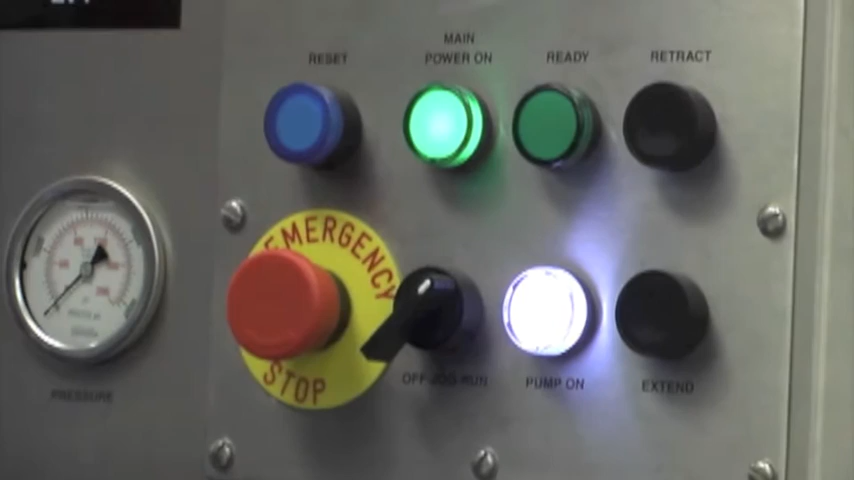 RESET
MAIN
POWER ON
READY
RETRACT
EMERGENCY
STOP
OFF-JOG-RUN
PUMP ON
EXTEND
PRESSURE